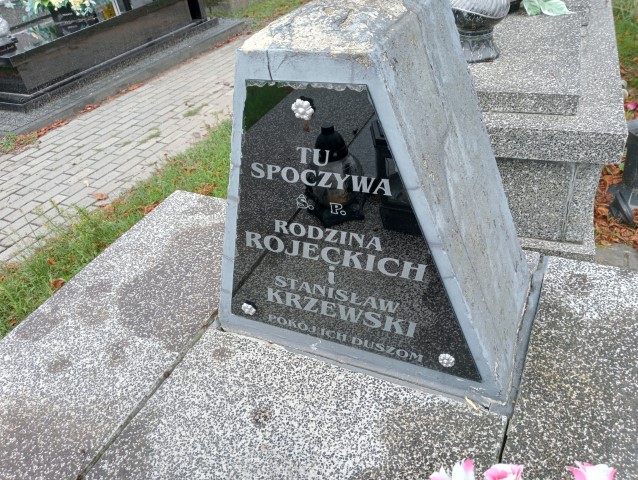 TU
SPOCZYWA
Ś. P.
RODZINA
ROJECKICH
i
STANISŁAW
KRZEWSKI
POKÓJ ICH DUSZOM